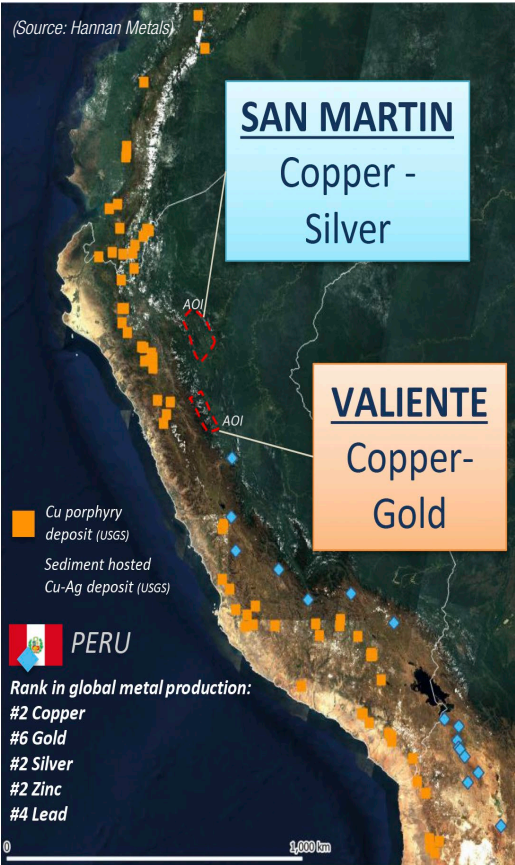 (Source: Hannan Metals)
SAN MARTIN
Copper -
Silver
AOI
VALIENTE
Copper-
Gold
AOI
Cu porphyry
deposit (USGS)
Sediment hosted
Cu-Ag deposit (USGS)
PERU
Rank in global metal production:
#2 Copper
#6 Gold
#2 Silver
#2 Zinc
#4 Lead
0
1,000 km